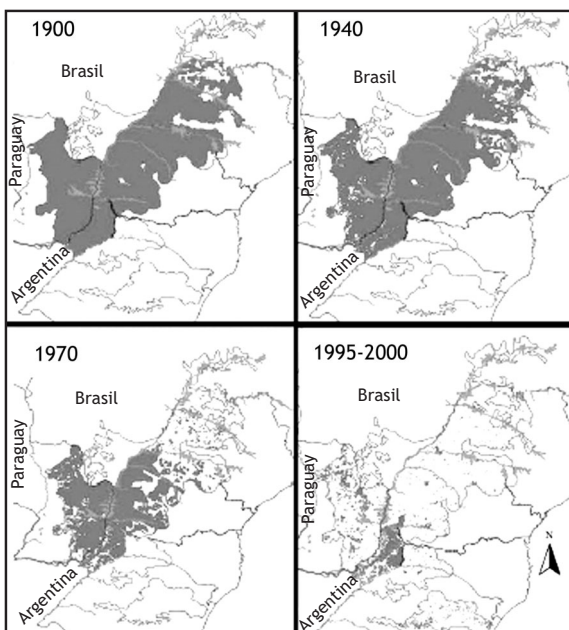 1900
Brasil
Paraguay
Argentina
1940
Brasil
Paraguay
Argentina
1970
Brasil
Paraguay
Argentina
1995-2000
Brasil
Paraguay
Argentina
N